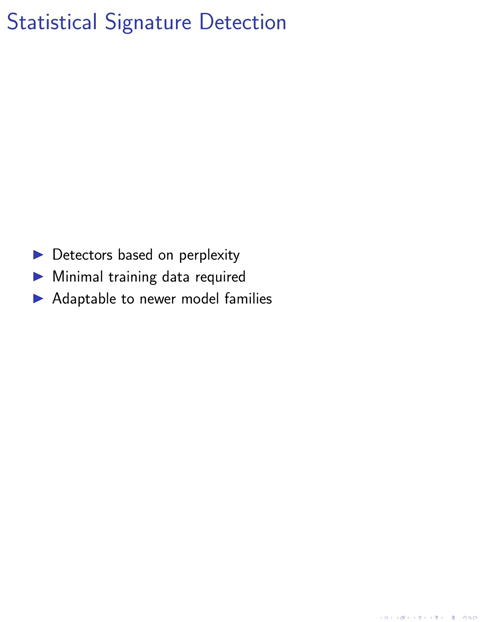 Statistical Signature Detection
Detectors based on perplexity
Minimal training data required
Adaptable to newer model families